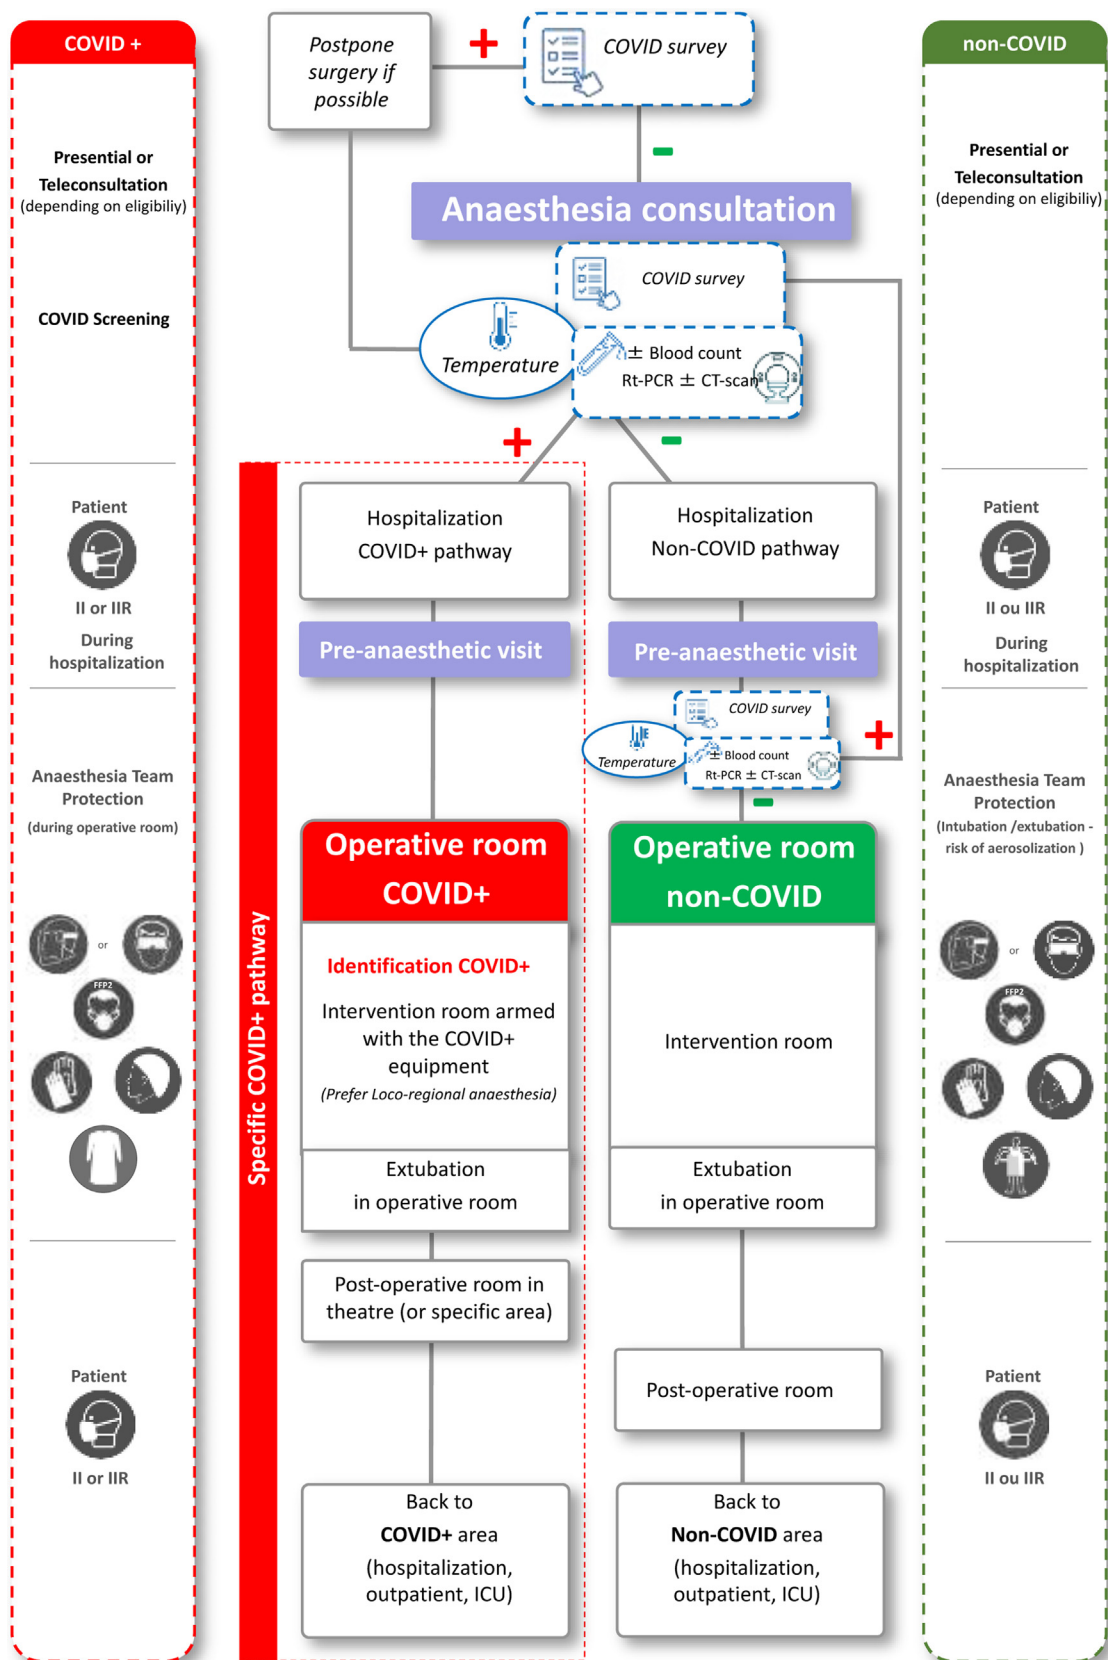 COVID +
Presential or
Teleconsultation
(depending on eligibiliy)
COVID Screening
Patient
II or IIR
During
hospitalization
Anaesthesia Team
Protection
(during operative room)
or
FFP2
Patient
II or IIR
Postpone
surgery if
possible
+
COVID survey
-
Anaesthesia consultation
COVID survey
Temperature
± Blood count
Rt-PCR ± CT-scan
+
-
Specific COVID+ pathway
Hospitalization
COVID+ pathway
Pre-anaesthetic visit
Operative room
COVID+
Identification COVID+
Intervention room armed
with the COVID+
equipment
(Prefer Loco-regional anaesthesia)
Extubation
in operative room
Post-operative room in
theatre (or specific area)
Back to
COVID+ area
(hospitalization,
outpatient, ICU)
Hospitalization
Non-COVID pathway
Pre-anaesthetic visit
COVID survey
Temperature
± Blood count
Rt-PCR ± CT-scan
+
-
Operative room
non-COVID
Intervention room
Extubation
in operative room
Post-operative room
Back to
Non-COVID area
(hospitalization,
outpatient, ICU)
non-COVID
Presential or
Teleconsultation
(depending on eligibiliy)
Patient
II ou IIR
During
hospitalization
Anaesthesia Team
Protection
(Intubation /extubation -
risk of aerosolization )
or
FFP2
Patient
II ou IIR